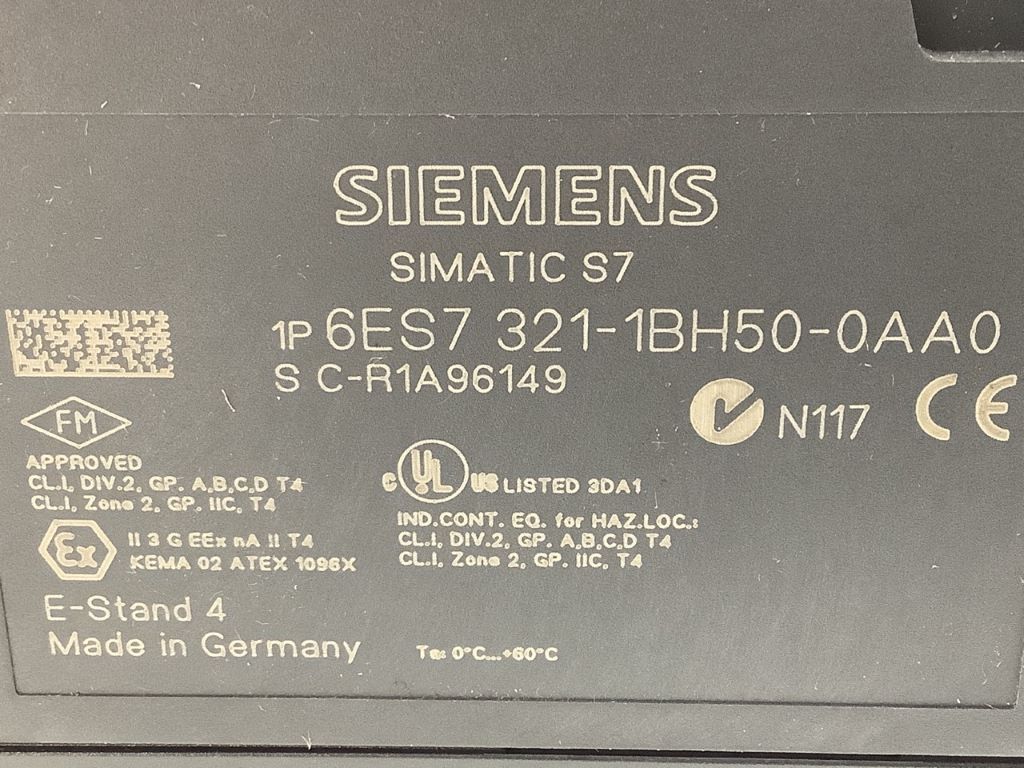 SIEMENS
SIMATIC S7
1P 6ES7 321-1BH50-0AA0
S C-R1A96149
N117 CE
FM
APPROVED
CL.I, DIV.2, GP. A,B,C,D T4
CL.I, Zone 2, GP. IIC, T4
C UL US LISTED 3DA1
IND.CONT. EQ. for HAZ.LOC.:
CL.I, DIV.2, GP. A,B,C,D T4
CL.I, Zone 2, GP. IIC, T4
Ex II 3 G EEx nA II T4
KEMA 02 ATEX 1096X
E-Stand 4
Made in Germany
Ta: 0°C...+60°C